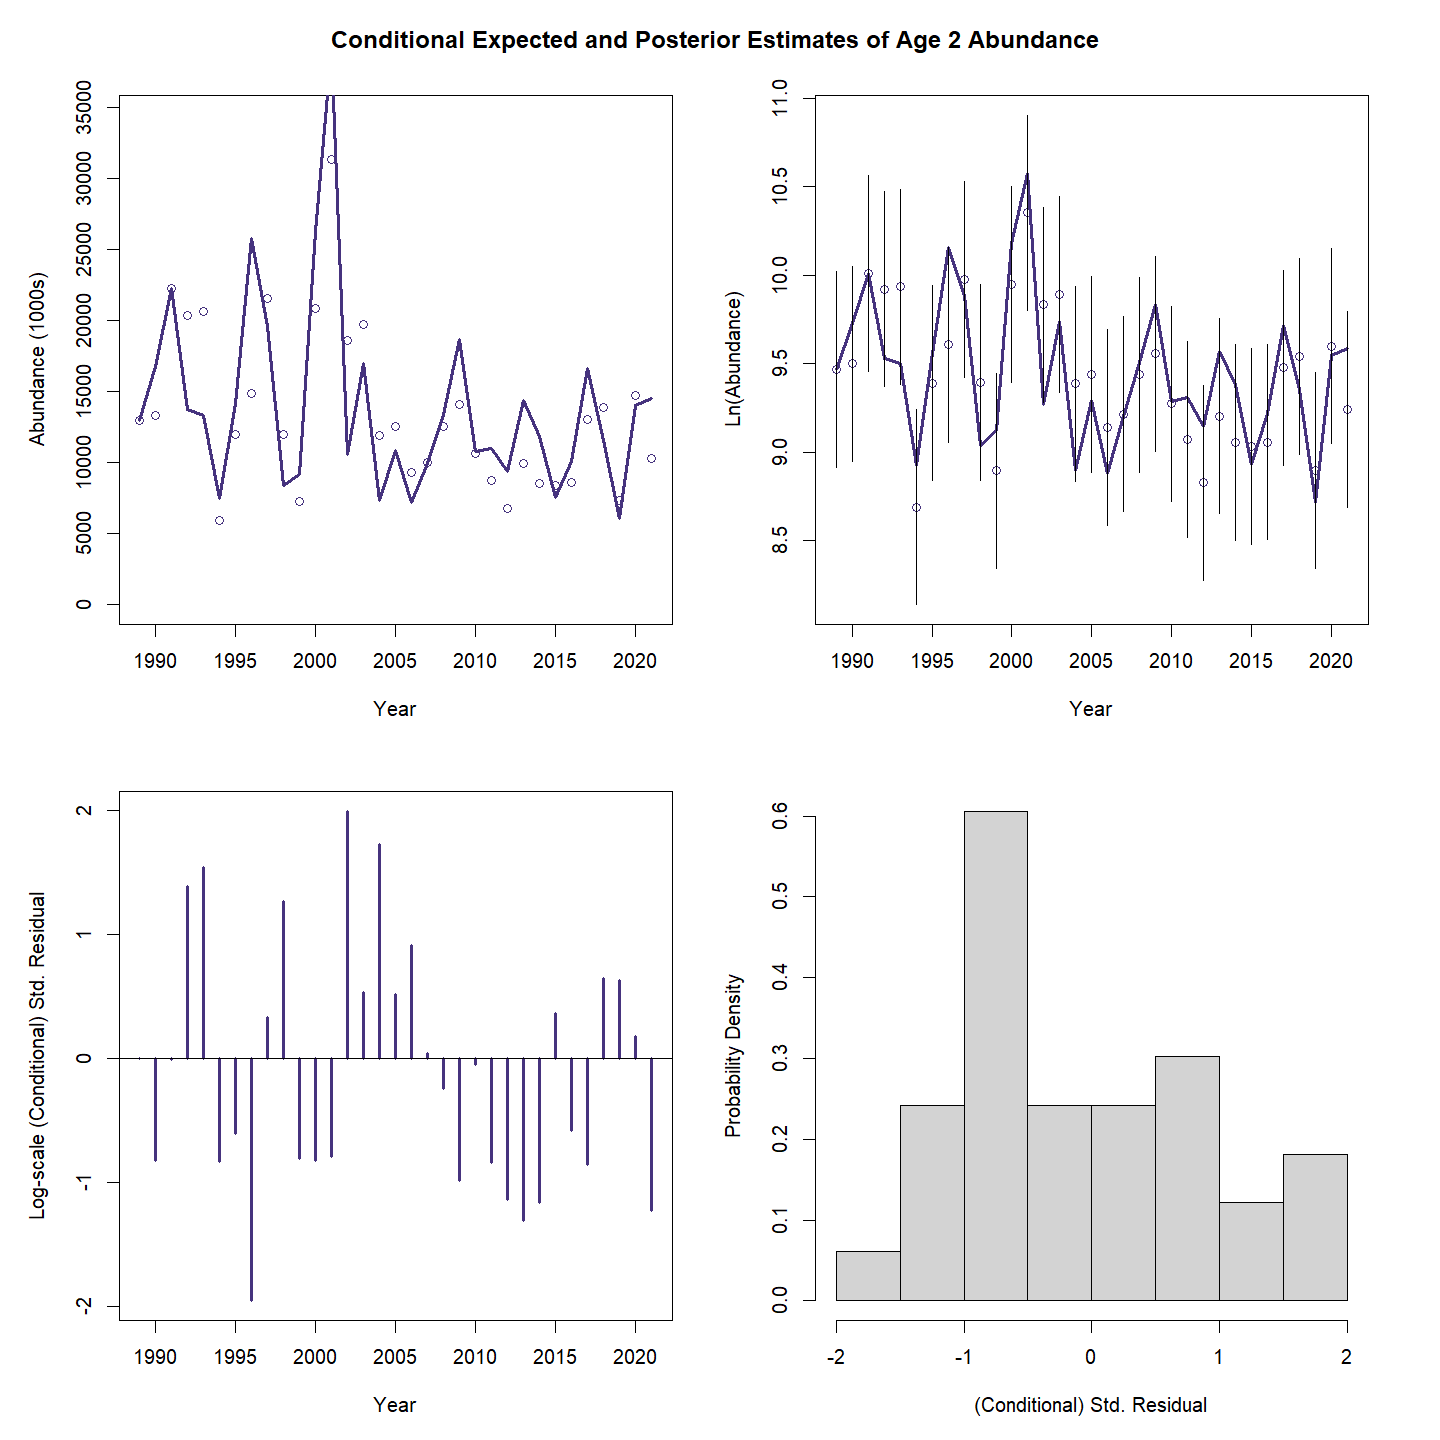 Conditional Expected and Posterior Estimates of Age 2 Abundance
Abundance (1000s)
0 5000 10000 15000 20000 25000 30000 35000
1990 1995 2000 2005 2010 2015 2020
Year
Ln(Abundance)
8.5 9.0 9.5 10.0 10.5 11.0
1990 1995 2000 2005 2010 2015 2020
Year
Log-scale (Conditional) Std. Residual
-2 -1 0 1 2
1990 1995 2000 2005 2010 2015 2020
Year
Probability Density
0.0 0.1 0.2 0.3 0.4 0.5 0.6
-2 -1 0 1 2
(Conditional) Std. Residual